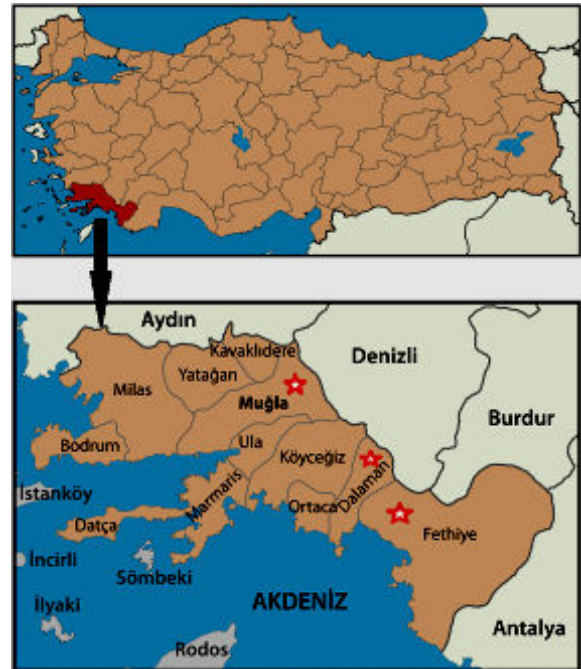 Aydın
Kavaklıdere
Denizli
Yatağan
Milas
Muğla
Burdur
Bodrum
Ula
Köyceğiz
Dalaman
İstanköy
Marmaris
Datça
Ortaca
Fethiye
İncirli
Sömbeki
İlyaki
AKDENİZ
Antalya
Rodos